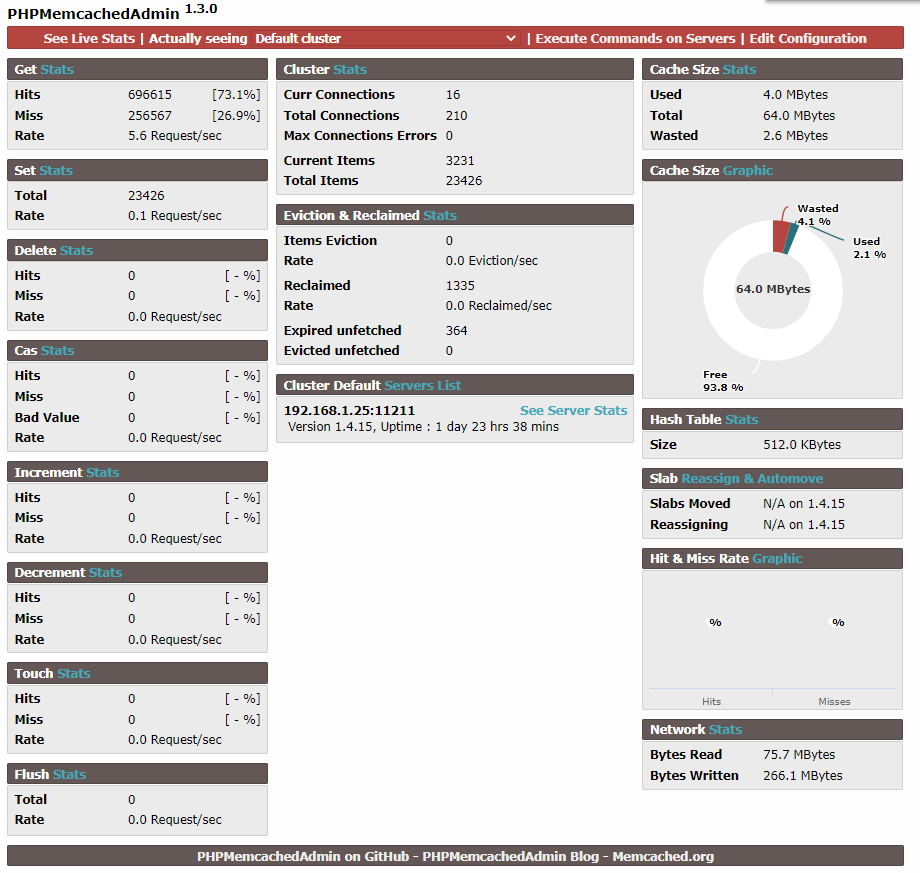 PHPMemcachedAdmin 1.3.0
See Live Stats | Actually seeing Default cluster | Execute Commands on Servers | Edit Configuration
Get Stats
Hits 696615 [73.1%]
Miss 256567 [26.9%]
Rate 5.6 Request/sec
Set Stats
Total 23426
Rate 0.1 Request/sec
Delete Stats
Hits 0 [ - %]
Miss 0 [ - %]
Rate 0.0 Request/sec
Cas Stats
Hits 0 [ - %]
Miss 0 [ - %]
Bad Value 0 [ - %]
Rate 0.0 Request/sec
Increment Stats
Hits 0 [ - %]
Miss 0 [ - %]
Rate 0.0 Request/sec
Decrement Stats
Hits 0 [ - %]
Miss 0 [ - %]
Rate 0.0 Request/sec
Touch Stats
Hits 0 [ - %]
Miss 0 [ - %]
Rate 0.0 Request/sec
Flush Stats
Total 0
Rate 0.0 Request/sec
Cluster Stats
Curr Connections 16
Total Connections 210
Max Connections Errors 0
Current Items 3231
Total Items 23426
Eviction & Reclaimed Stats
Items Eviction 0
Rate 0.0 Eviction/sec
Reclaimed 1335
Rate 0.0 Reclaimed/sec
Expired unfetched 364
Evicted unfetched 0
Cluster Default Servers List
192.168.1.25:11211 See Server Stats
Version 1.4.15, Uptime : 1 day 23 hrs 38 mins
Cache Size Stats
Used 4.0 MBytes
Total 64.0 MBytes
Wasted 2.6 MBytes
Cache Size Graphic
Wasted
4.1 %
Used
2.1 %
64.0 MBytes
Free
93.8 %
Hash Table Stats
Size 512.0 KBytes
Slab Reassign & Automove
Slabs Moved N/A on 1.4.15
Reassigning N/A on 1.4.15
Hit & Miss Rate Graphic
% %
Hits Misses
Network Stats
Bytes Read 75.7 MBytes
Bytes Written 266.1 MBytes
PHPMemcachedAdmin on GitHub - PHPMemcachedAdmin Blog - Memcached.org